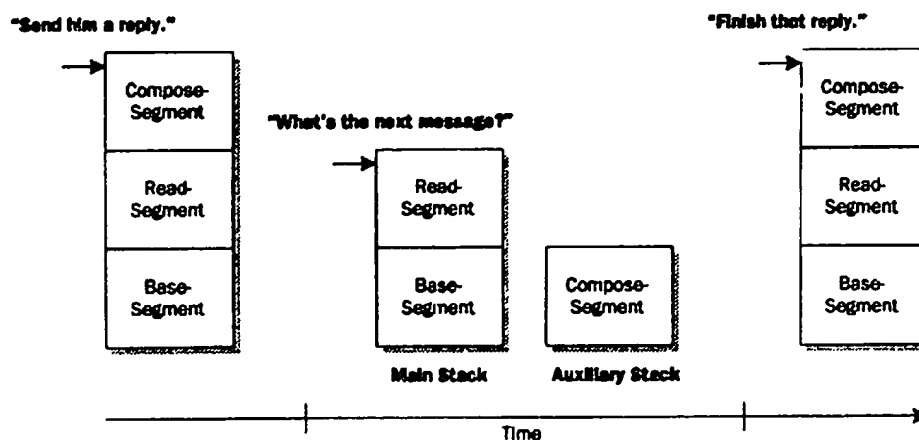 "Send him a reply."
Compose-
Segment
Read-
Segment
Base-
Segment
"What's the next message?"
Read-
Segment
Base-
Segment
Main Stack
Compose-
Segment
Auxiliary Stack
"Finish that reply."
Compose-
Segment
Read-
Segment
Base-
Segment
Time